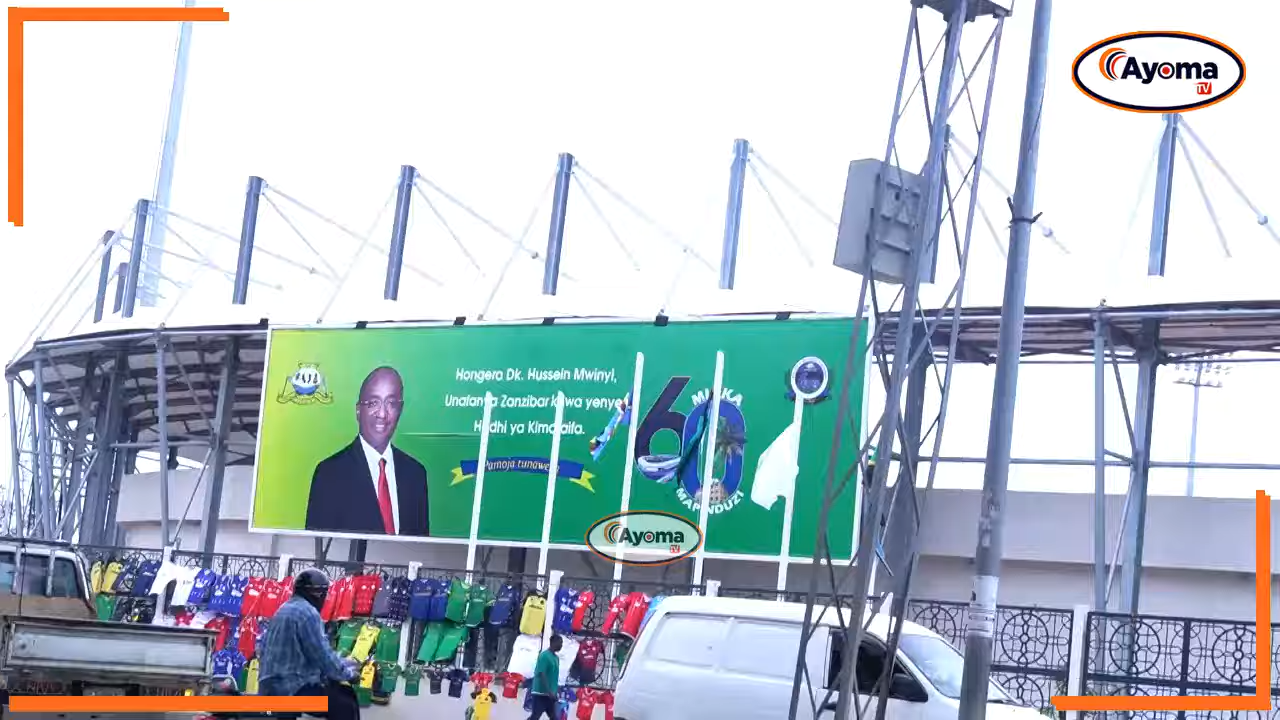 Ayoma
TV
Hongera Dk. Hussein Mwinyi,
Unaifanya Zanzibar kuwa yenye
Hadhi ya Kimataifa.
Pamoja tunaweza
MIAKA
60
MAPINDUZI
Ayoma
TV